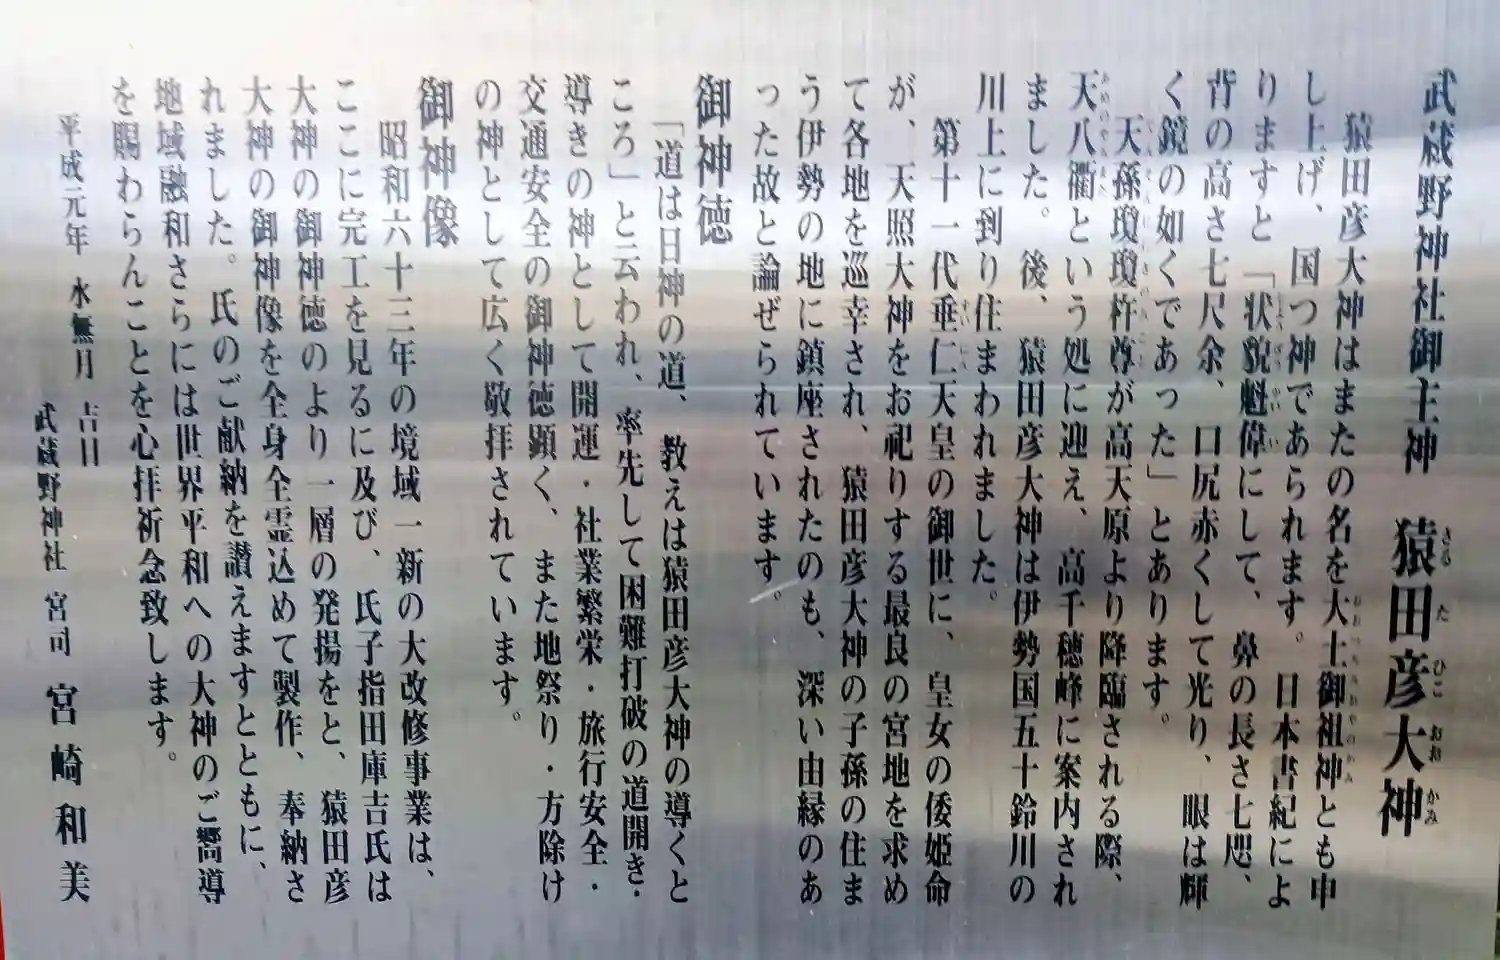 武蔵野神社御主神　猿田彦大神
猿田彦大神はまたの名を大土御祖神とも申
し上げ、国つ神であられます。日本書紀によ
りますと「状貌魁偉にして、鼻の長さ七咫、
背の高さ七尺余、口尻赤くして光り、眼は輝
く鏡の如くであった」とあります。
天孫瓊瓊杵尊が高天原より降臨される際、
天八衢という処に迎え、高千穂峰に案内され
ました。後、猿田彦大神は伊勢国五十鈴川の
川上に到り住まわれました。
第十一代垂仁天皇の御世に、皇女の倭姫命
が、天照大神をお祀りする最良の宮地を求め
て各地を巡幸され、猿田彦大神の子孫の住ま
う伊勢の地に鎮座されたのも、深い由縁のあ
った故と論ぜられています。
御神徳
「道は日神の道、教えは猿田彦大神の導くと
ころ」と云われ、率先して困難打破の道開き・
導きの神として開運・社業繁栄・旅行安全・
交通安全の御神徳顕く、また地祭り・方除け
の神として広く敬拝されています。
御神像
昭和六十三年の境域一新の大改修事業は、
ここに完工を見るに及び、氏子指田庫吉氏は
大神の御神徳のより一層の発揚をと、猿田彦
大神の御神像を全身全霊込めて製作、奉納さ
れました。氏のご献納を讃えますとともに、
地域融和さらには世界平和への大神のご嚮導
を賜わらんことを心拝祈念致します。
平成元年　水無月　吉日
武蔵野神社　宮司　宮崎和美